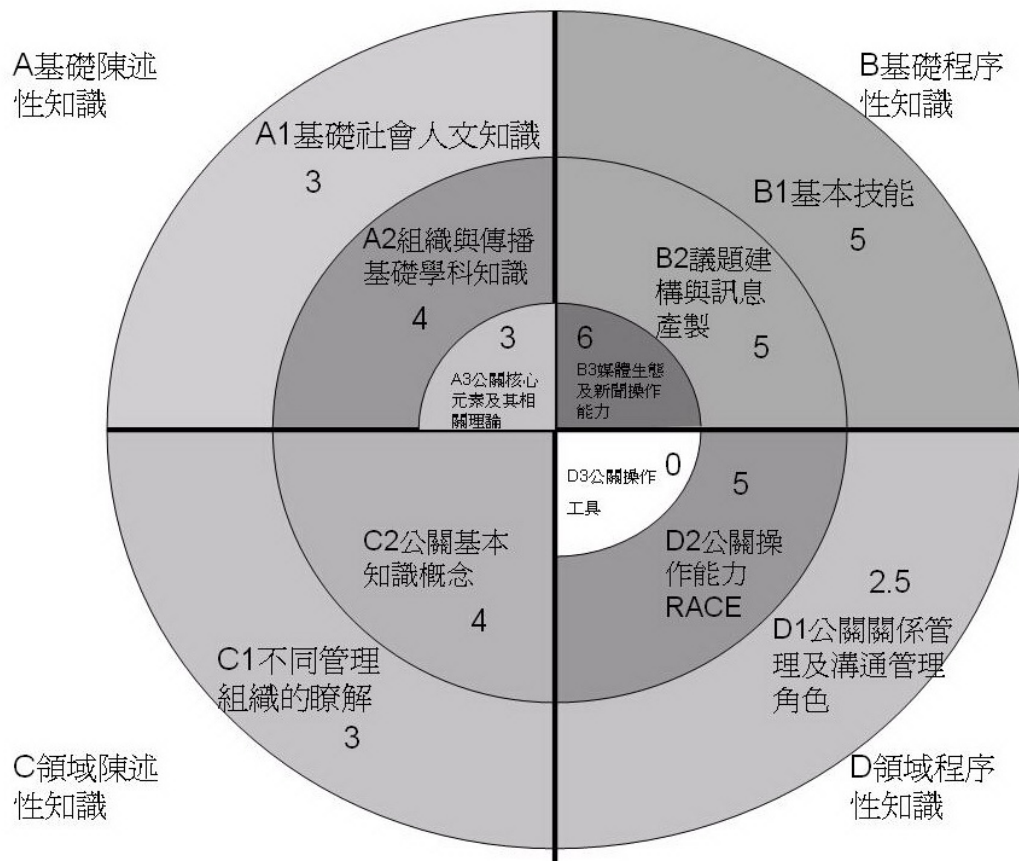 A基礎陳述
性知識
B基礎程序
性知識
A1基礎社會人文知識
3
B1基本技能
5
A2組織與傳播
基礎學科知識
4
B2議題建
構與訊息
產製
5
3
A3公關核心
元素及其相
關理論
6
B3媒體生態
及新聞操作
能力
D3公關操作
工具
0
5
C2公關基本
知識概念
4
D2公關操
作能力
RACE
2.5
D1公關關係管
理及溝通管理
角色
C1不同管理
組織的瞭解
3
C領域陳述
性知識
D領域程序
性知識